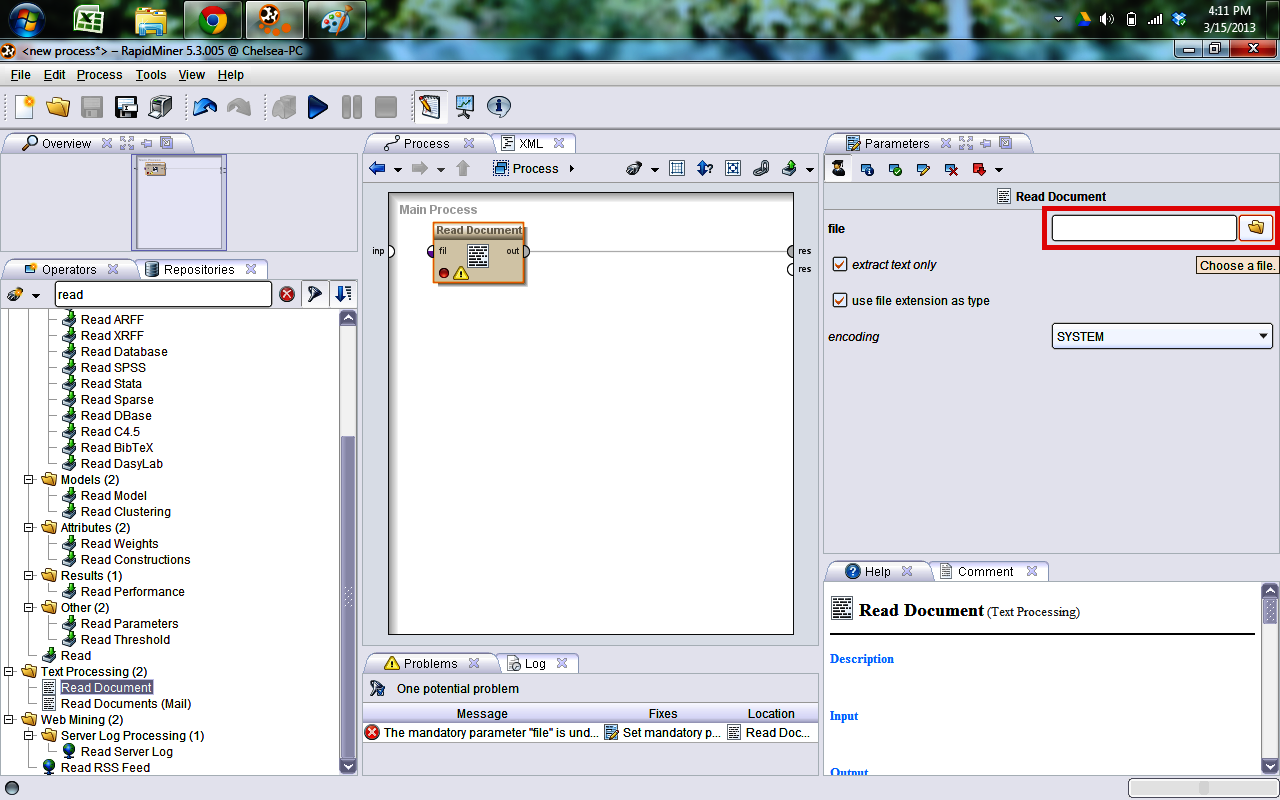 4:11 PM
3/15/2013
<new process*> – RapidMiner 5.3.005 @ Chelsea-PC
File Edit Process Tools View Help
Overview
Operators
Repositories
read
Read ARFF
Read XRFF
Read Database
Read SPSS
Read Stata
Read Sparse
Read DBase
Read C4.5
Read BibTeX
Read DasyLab
Models (2)
Read Model
Read Clustering
Attributes (2)
Read Weights
Read Constructions
Results (1)
Read Performance
Other (2)
Read Parameters
Read Threshold
Read
Text Processing (2)
Read Document
Read Documents (Mail)
Web Mining (2)
Server Log Processing (1)
Read Server Log
Read RSS Feed
Process
XML
Process
Main Process
Read Document
inp
fil
out
res
res
Problems
Log
One potential problem
Message Fixes Location
The mandatory parameter "file" is und... Set mandatory p... Read Doc...
Parameters
Read Document
file
extract text only
Choose a file.
use file extension as type
encoding
SYSTEM
Help
Comment
Read Document (Text Processing)
Description
Input
Output